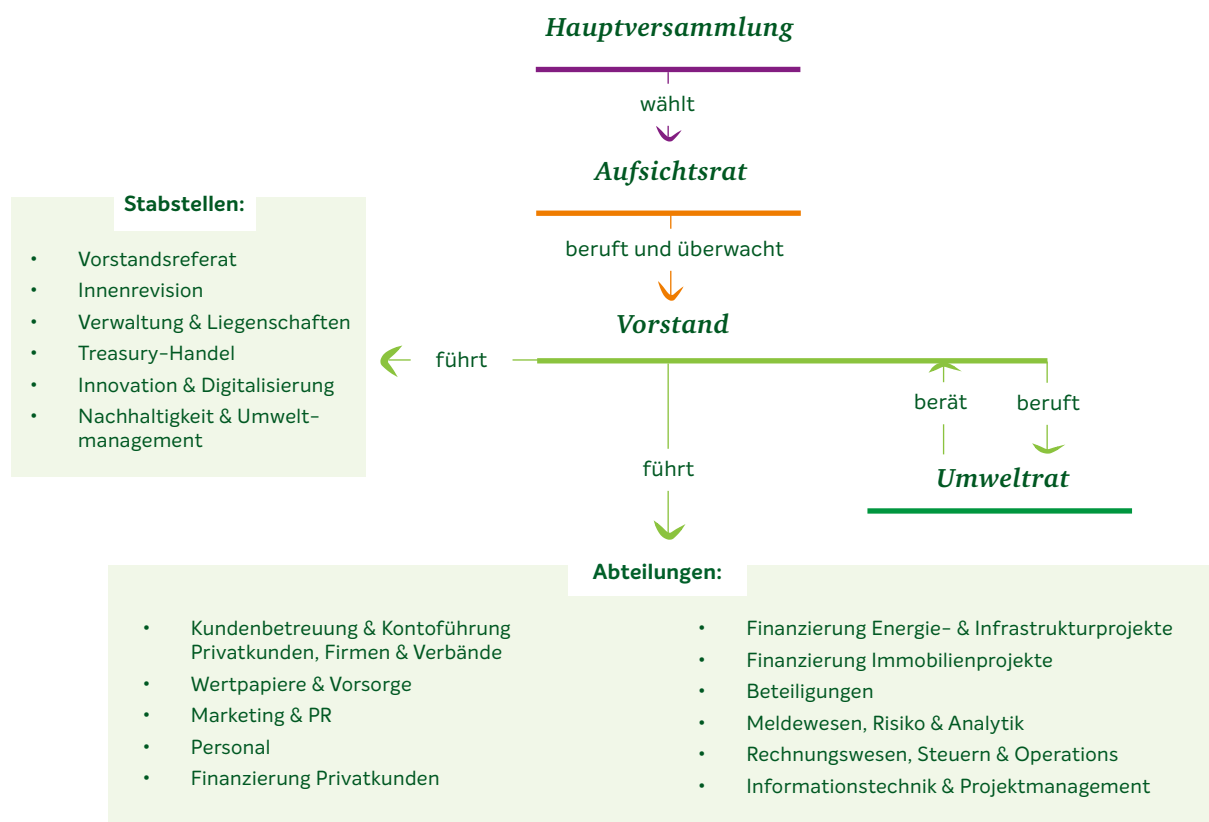 Hauptversammlung
wählt
Aufsichtsrat
beruft und überwacht
Vorstand
Stabstellen:
• Vorstandsreferat
• Innenrevision
• Verwaltung & Liegenschaften
• Treasury-Handel
• Innovation & Digitalisierung
• Nachhaltigkeit & Umwelt-
management
führt
führt
berät
beruft
Umweltrat
Abteilungen:
• Kundenbetreuung & Kontoführung
Privatkunden, Firmen & Verbände
• Wertpapiere & Vorsorge
• Marketing & PR
• Personal
• Finanzierung Privatkunden
• Finanzierung Energie- & Infrastrukturprojekte
• Finanzierung Immobilienprojekte
• Beteiligungen
• Meldewesen, Risiko & Analytik
• Rechnungswesen, Steuern & Operations
• Informationstechnik & Projektmanagement